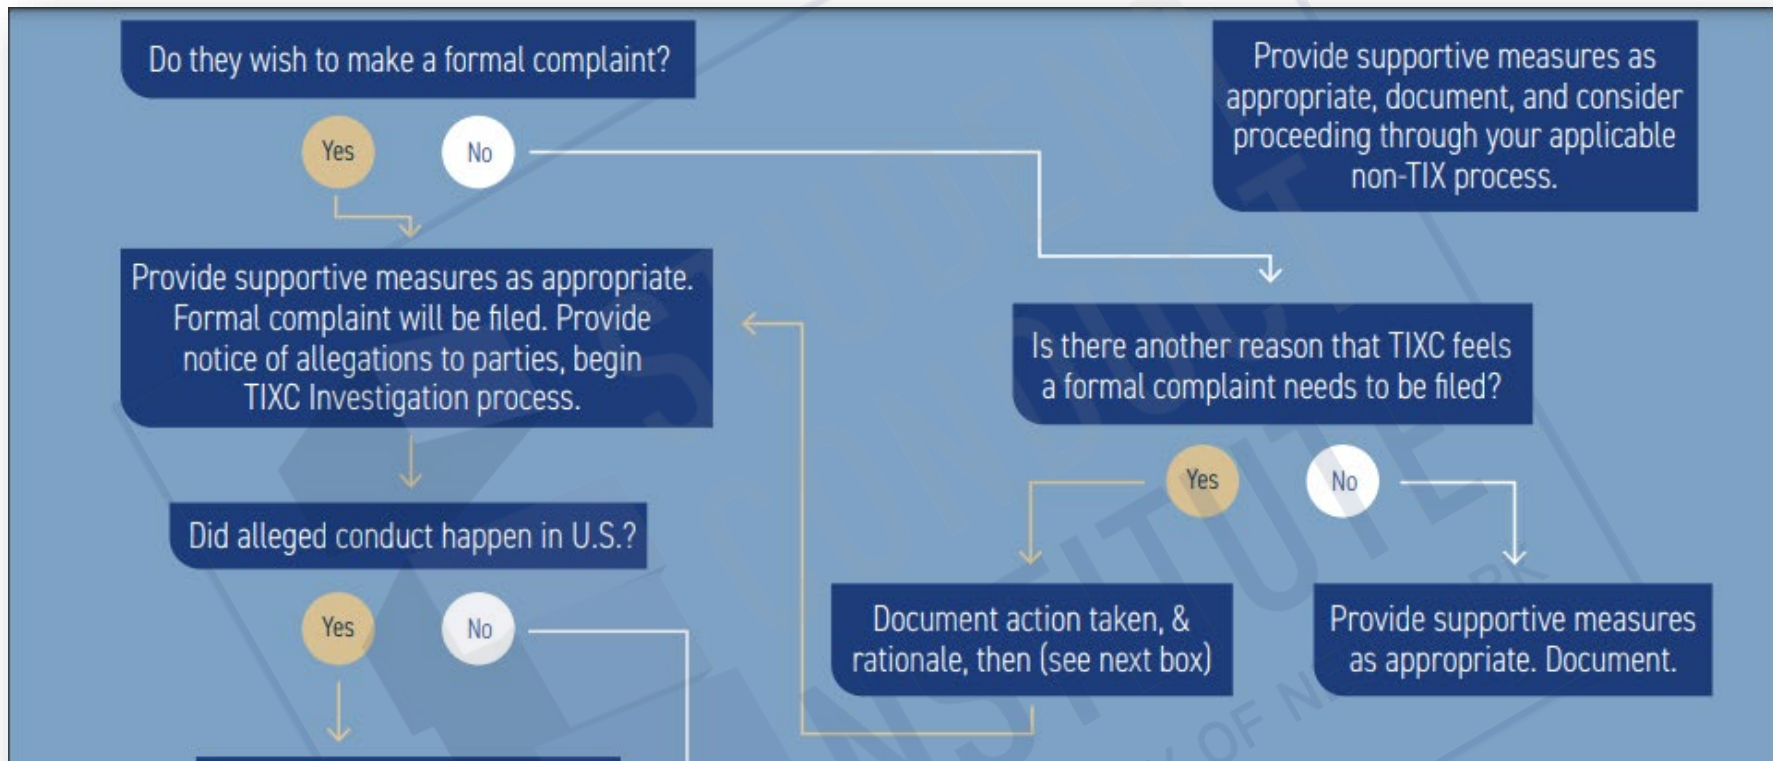 Do they wish to make a formal complaint?
Provide supportive measures as
appropriate, document, and consider
proceeding through your applicable
non-TIX process.
Yes
No
Provide supportive measures as appropriate.
Formal complaint will be filed. Provide
notice of allegations to parties, begin
TIXC Investigation process.
Is there another reason that TIXC feels
a formal complaint needs to be filed?
Yes
No
Did alleged conduct happen in U.S.?
Yes
No
Document action taken, &
rationale, then (see next box)
Provide supportive measures
as appropriate. Document.
STUDENT
CONDUCT
INSTITUTE
OF